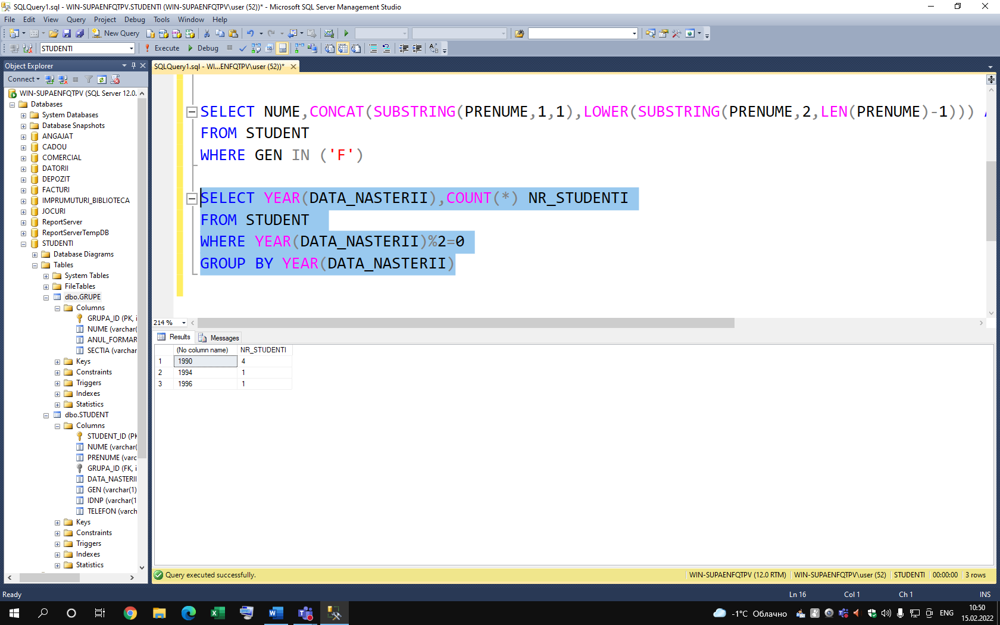 SQLQuery1.sql - WIN-SUPAENFQTPV.STUDENTI (WIN-SUPAENFQTPV\user (52))* - Microsoft SQL Server Management Studio
File Edit View Query Project Debug Tools Window Help
New Query
STUDENTI Execute Debug
Object Explorer
Connect
WIN-SUPAENFQTPV (SQL Server 12.0.
Databases
System Databases
Database Snapshots
ANGAJAT
CADOU
COMERCIAL
DATORII
DEPOZIT
FACTURI
IMPRUMUTURI_BIBLIOTECA
JOCURI
ReportServer
ReportServerTempDB
STUDENTI
Database Diagrams
Tables
System Tables
FileTables
dbo.GRUPE
Columns
GRUPA_ID (PK, i
NUME (varchar(
ANUL_FORMAR
SECTIA (varchar
Keys
Constraints
Triggers
Indexes
Statistics
dbo.STUDENT
Columns
STUDENT_ID (PK
NUME (varchar(
PRENUME (varc
GRUPA_ID (FK, i
DATA_NASTERII
GEN (varchar(1)
IDNP (varchar(1
TELEFON (varch
Keys
Constraints
Triggers
Indexes
Statistics
SQLQuery1.sql - WI...ENFQTPV\user (52))*
SELECT NUME,CONCAT(SUBSTRING(PRENUME,1,1),LOWER(SUBSTRING(PRENUME,2,LEN(PRENUME)-1)))
FROM STUDENT
WHERE GEN IN ('F')
SELECT YEAR(DATA_NASTERII),COUNT(*) NR_STUDENTI
FROM STUDENT
WHERE YEAR(DATA_NASTERII)%2=0
GROUP BY YEAR(DATA_NASTERII)
214 %
Results Messages
(No column name) NR_STUDENTI
1 1990 4
2 1994 1
3 1996 1
Query executed successfully. WIN-SUPAENFQTPV (12.0 RTM) WIN-SUPAENFQTPV\user (52) STUDENTI 00:00:00 3 rows
Ready Ln 16 Col 1 Ch 1 INS
-1°C Облачно ENG 10:50
15.02.2022